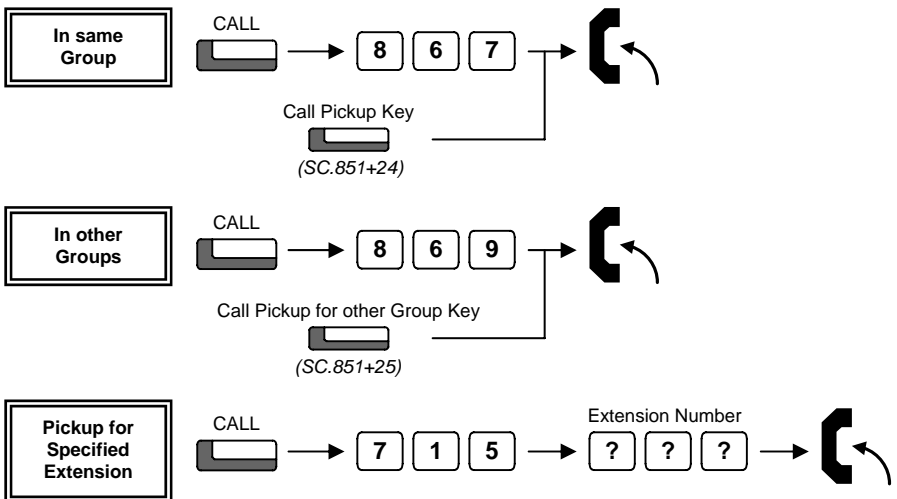 In same
Group
CALL
8 6 7
Call Pickup Key
(SC.851+24)
In other
Groups
CALL
8 6 9
Call Pickup for other Group Key
(SC.851+25)
Pickup for
Specified
Extension
CALL
7 1 5
Extension Number
? ? ?